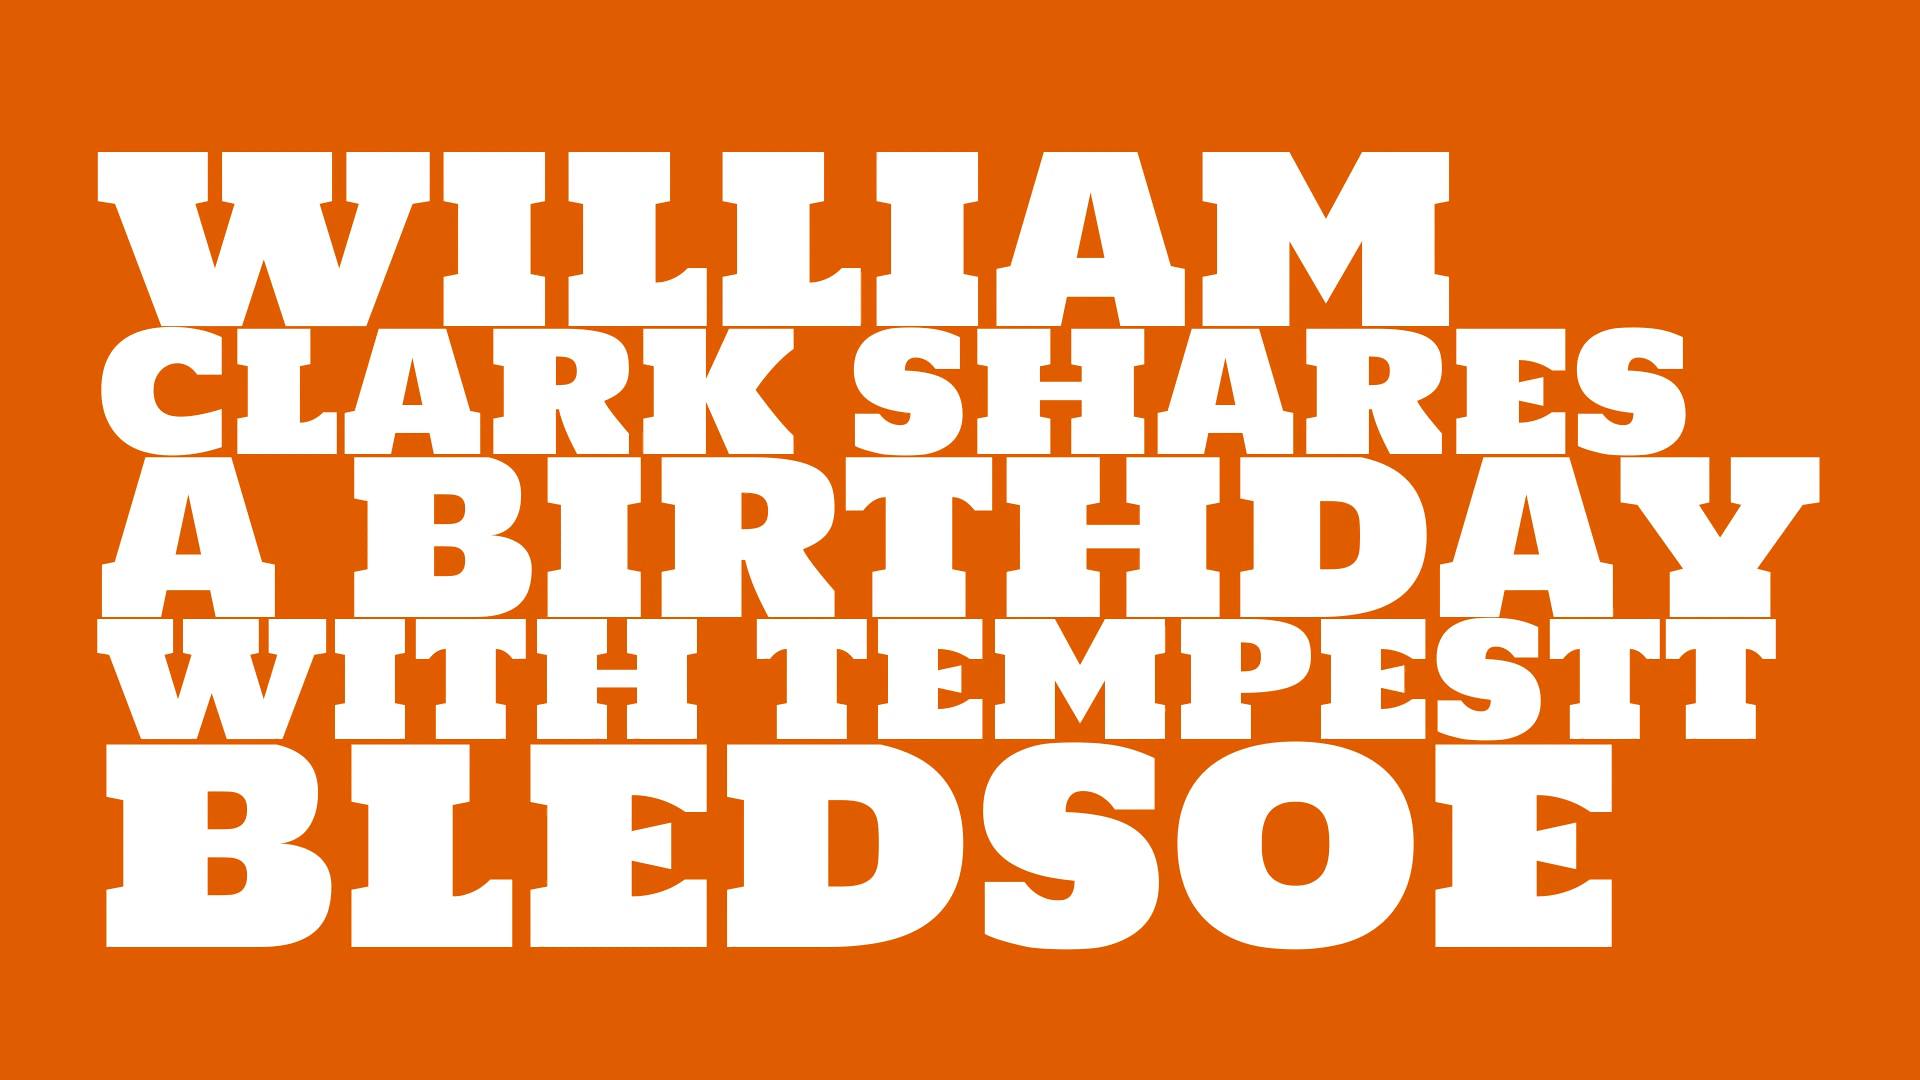 WILLIAM
CLARK SHARES
A BIRTHDAY
WITH TEMPESTT
BLEDSOE